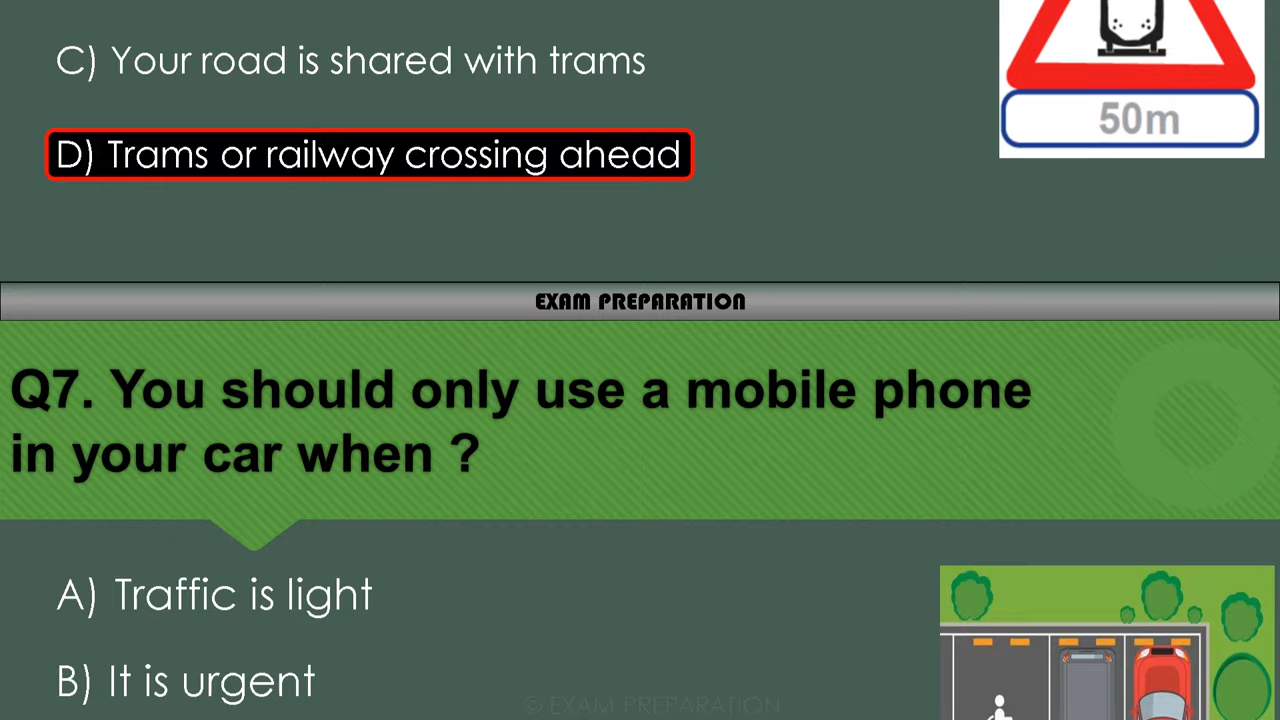 C) Your road is shared with trams
50m
D) Trams or railway crossing ahead
EXAM PREPARATION
Q7. You should only use a mobile phone
in your car when ?
A) Traffic is light
B) It is urgent
© EXAM PREPARATION